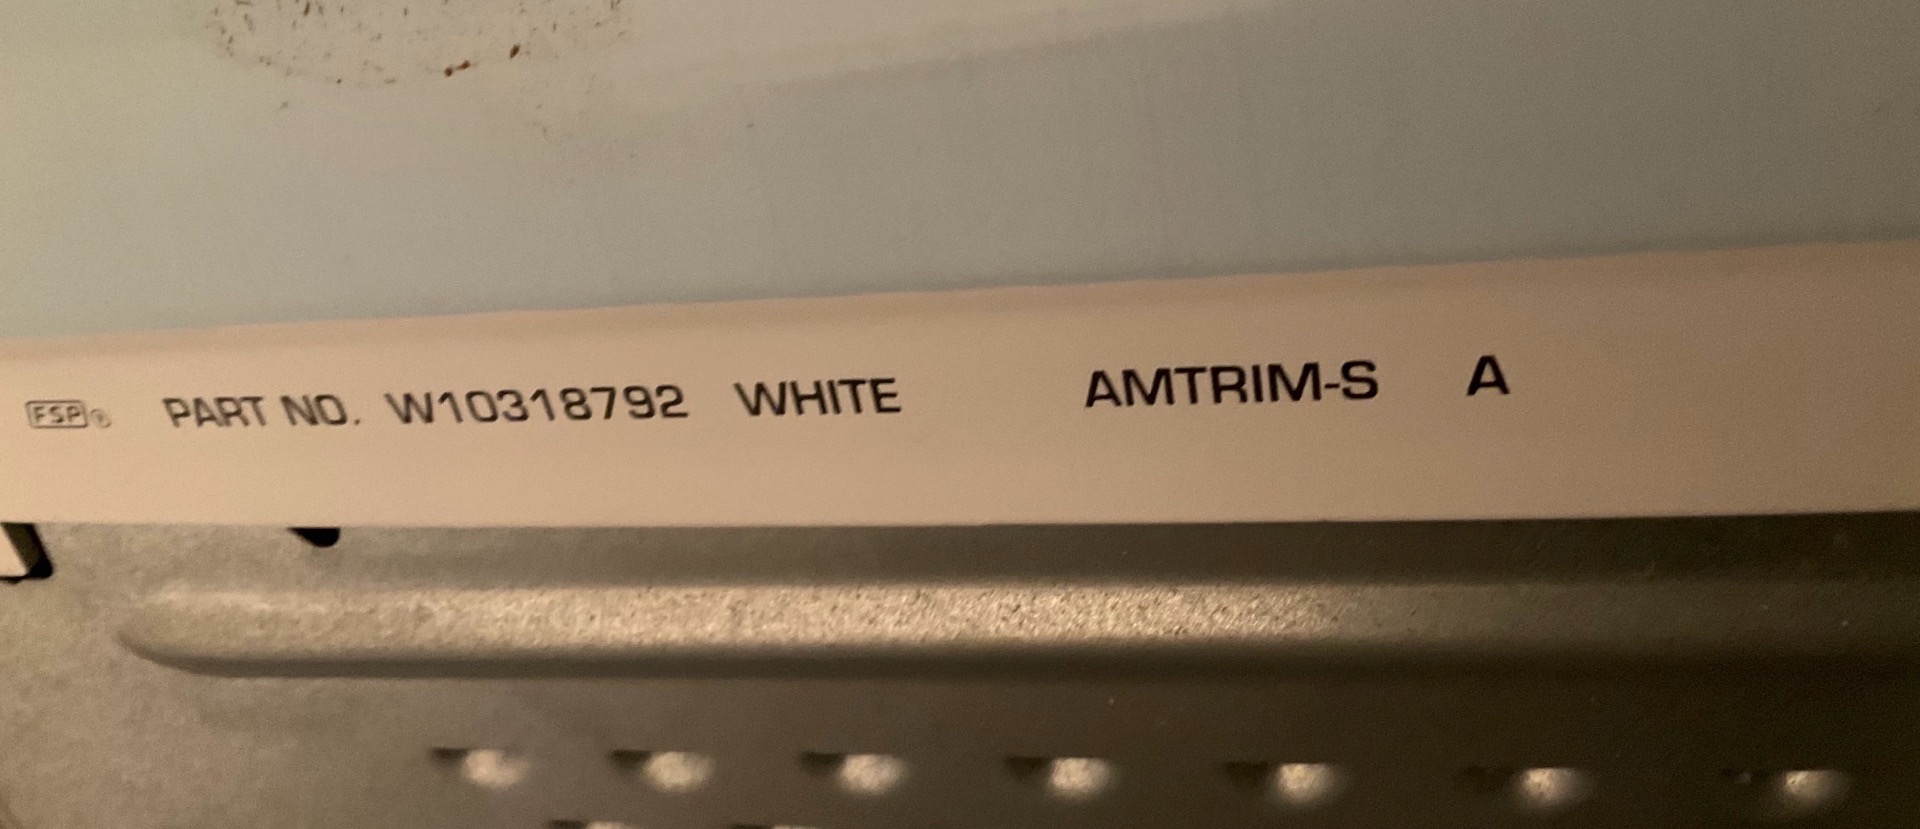 FSP® PART NO. W10318792 WHITE AMTRIM-S A